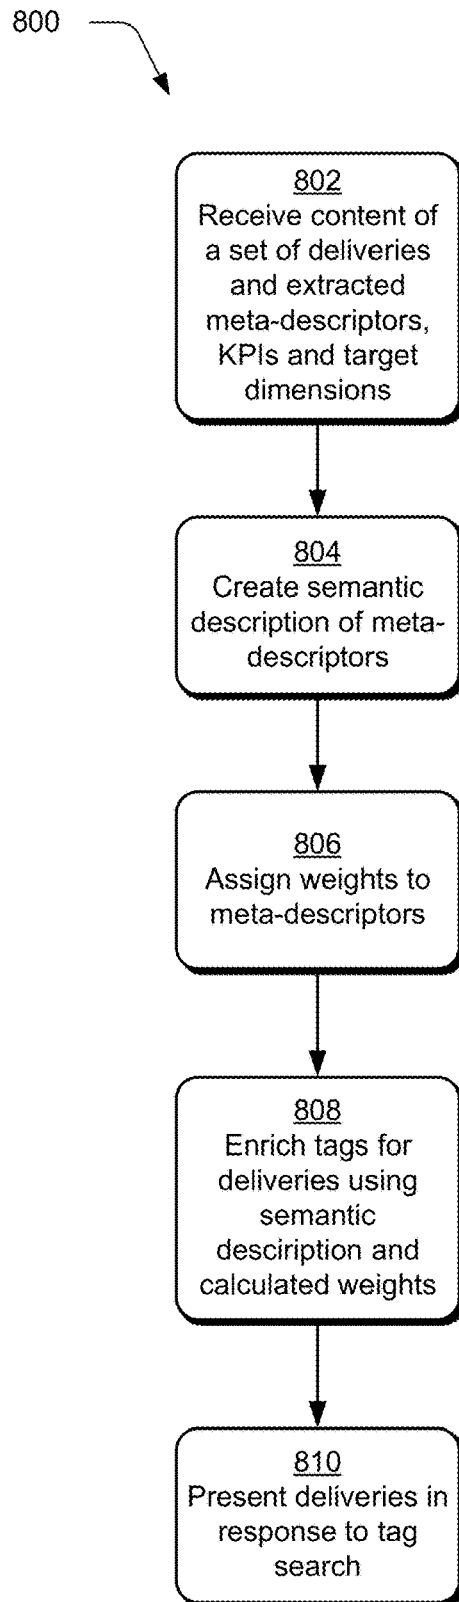 800
802
Receive content of
a set of deliveries
and extracted
meta-descriptors,
KPIs and target
dimensions
804
Create semantic
description of meta-
descriptors
806
Assign weights to
meta-descriptors
808
Enrich tags for
deliveries using
semantic
desciription and
calculated weights
810
Present deliveries in
response to tag
search